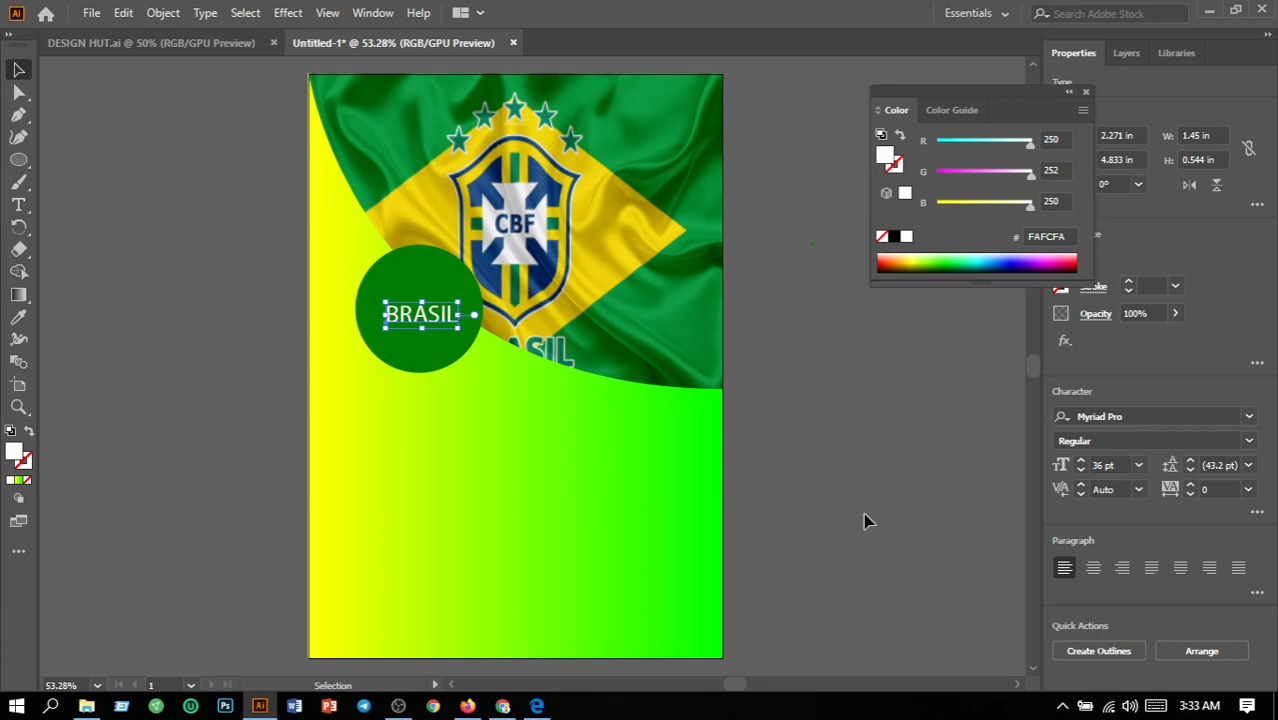 Ai File Edit Object Type Select Effect View Window Help Essentials Search Adobe Stock
DESIGN HUT.ai @ 50% (RGB/GPU Preview) Untitled-1* @ 53.28% (RGB/GPU Preview)
Properties Layers Libraries
Color Color Guide
2.271 in W: 1.45 in
4.833 in H: 0.544 in
0°
R 250
G 252
B 250
# FAFCFA
Stroke
Opacity 100%
fx.
CBF
BRASIL
ASIL
Character
Myriad Pro
Regular
36 pt (43.2 pt)
Auto 0
Paragraph
Quick Actions
Create Outlines Arrange
53.28% 1 Selection
3:33 AM